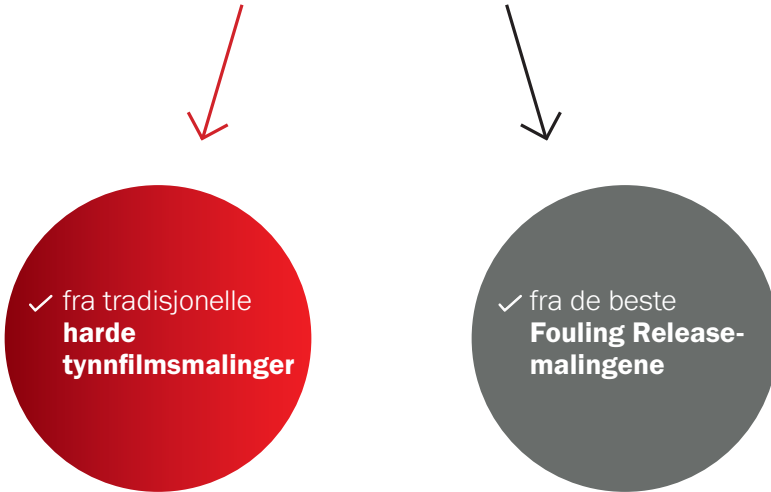 ✓ fra tradisjonelle
harde
tynnfilmsmalinger
✓ fra de beste
Fouling Release-
malingene